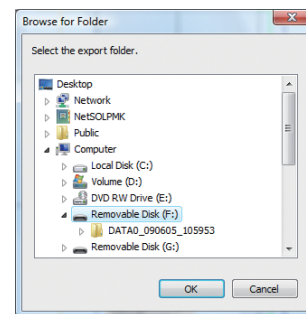 Browse for Folder
Select the export folder.
Desktop
Network
NetSOLPMK
Public
Computer
Local Disk (C:)
Volume (D:)
DVD RW Drive (E:)
Removable Disk (F:)
DATA0_090605_105953
Removable Disk (G:)
OK Cancel